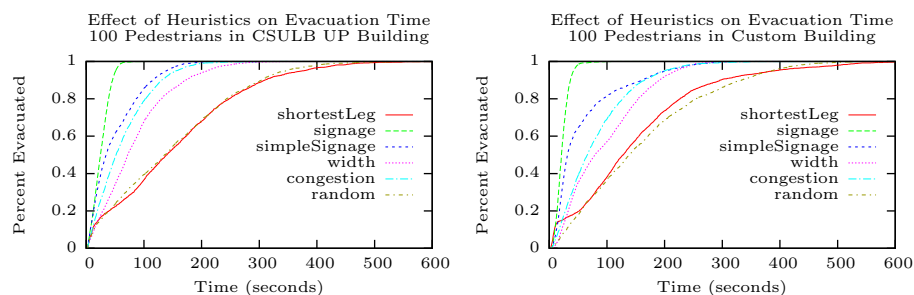 Effect of Heuristics on Evacuation Time
100 Pedestrians in CSULB UP Building
Percent Evacuated
1
0.8
0.6
0.4
0.2
0
shortestLeg
signage
simpleSignage
width
congestion
random
0 100 200 300 400 500 600
Time (seconds)
Effect of Heuristics on Evacuation Time
100 Pedestrians in Custom Building
Percent Evacuated
1
0.8
0.6
0.4
0.2
0
shortestLeg
signage
simpleSignage
width
congestion
random
0 100 200 300 400 500 600
Time (seconds)